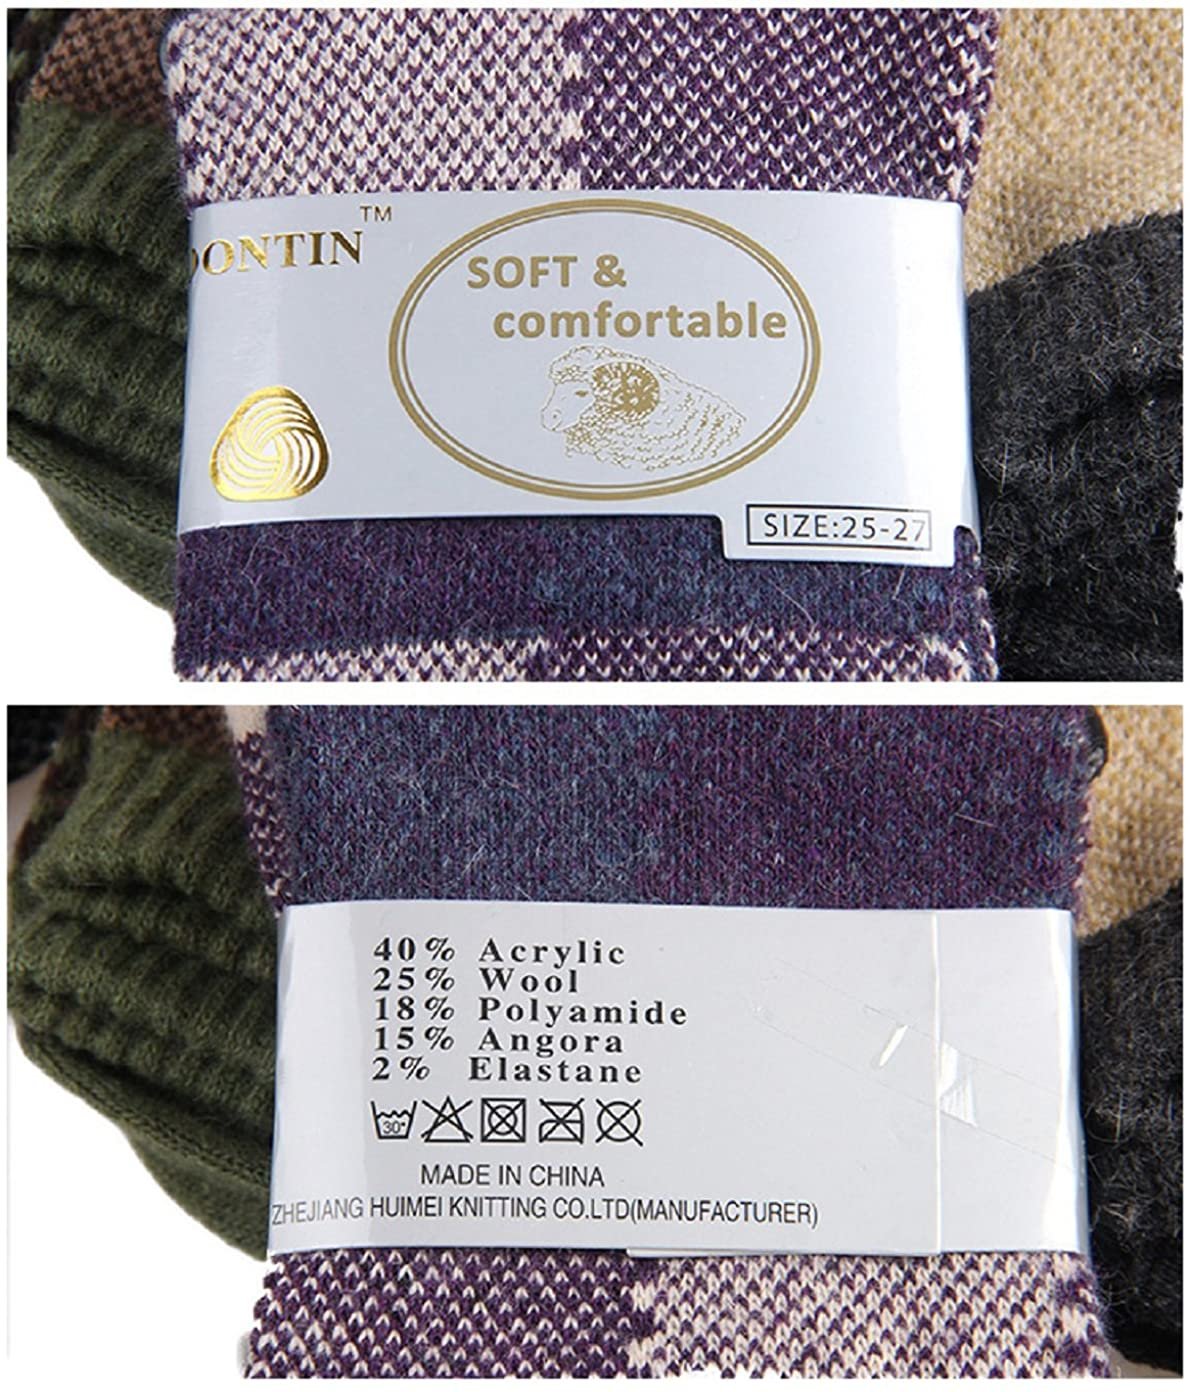 DONTIN™
SOFT &
comfortable
SIZE:25-27
40% Acrylic
25% Wool
18% Polyamide
15% Angora
2% Elastane
30°
MADE IN CHINA
ZHEJIANG HUIMEI KNITTING CO.LTD(MANUFACTURER)